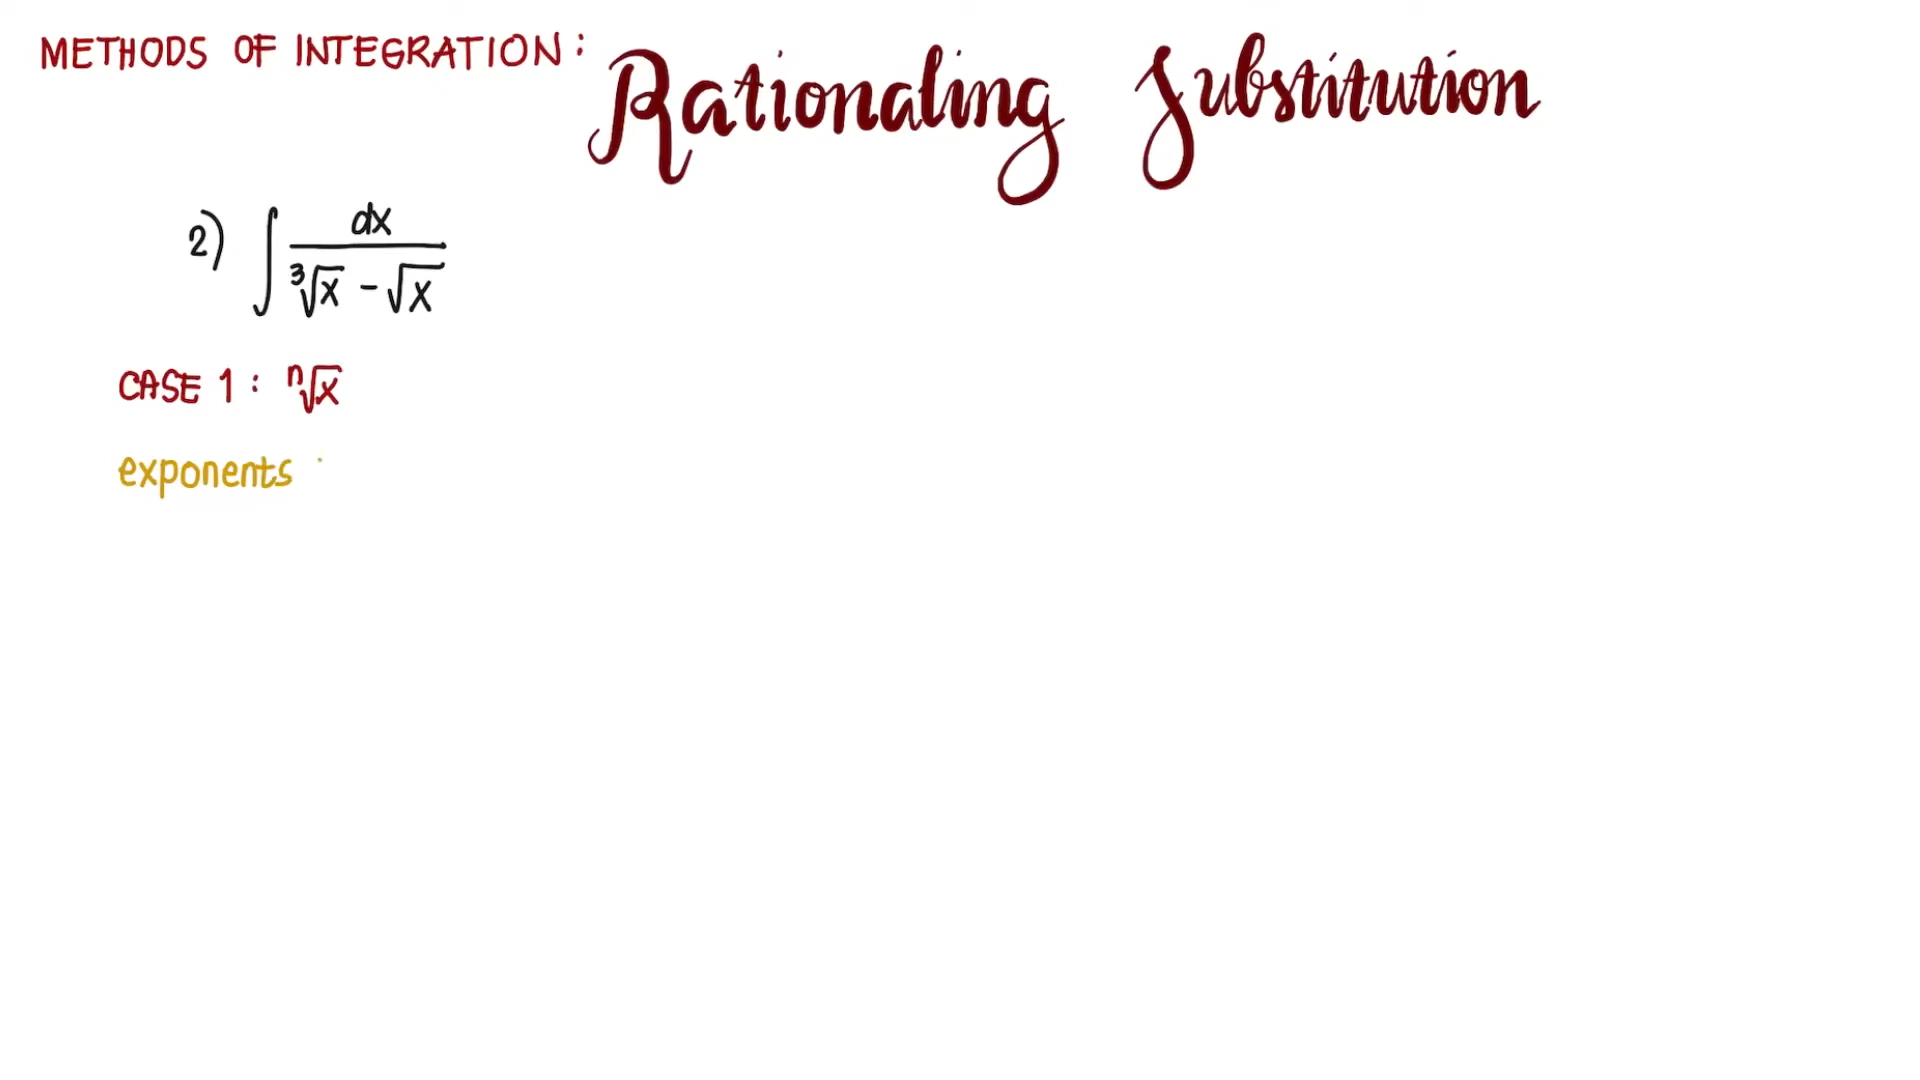 METHODS OF INTEGRATION: Rationaling Substitution
2) ∫ dx / (∛x - √x)
CASE 1: ⁿ√x
exponents